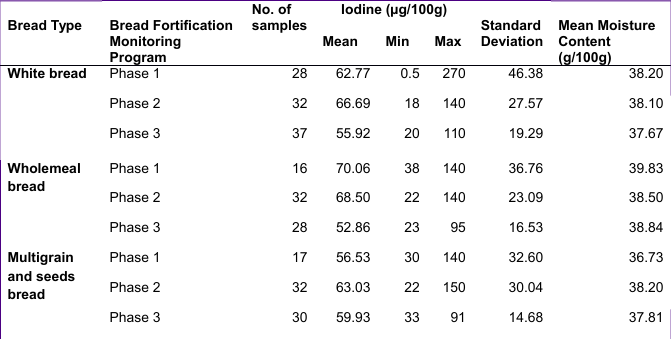 Bread Type Bread Fortification Monitoring Program No. of samples Iodine (µg/100g) Standard Deviation Mean Moisture Content (g/100g)
Mean Min Max
White bread Phase 1 28 62.77 0.5 270 46.38 38.20
Phase 2 32 66.69 18 140 27.57 38.10
Phase 3 37 55.92 20 110 19.29 37.67
Wholemeal bread Phase 1 16 70.06 38 140 36.76 39.83
Phase 2 32 68.50 22 140 23.09 38.50
Phase 3 28 52.86 23 95 16.53 38.84
Multigrain and seeds bread Phase 1 17 56.53 30 140 32.60 36.73
Phase 2 32 63.03 22 150 30.04 38.20
Phase 3 30 59.93 33 91 14.68 37.81